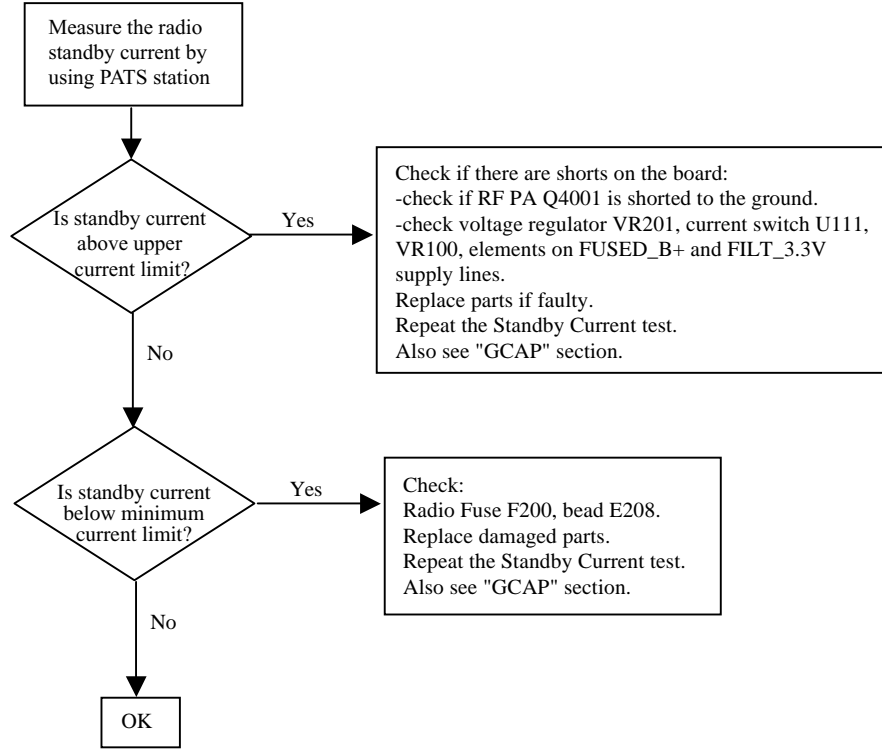 Measure the radio
standby current by
using PATS station
Is standby current
above upper
current limit?
Yes
Check if there are shorts on the board:
-check if RF PA Q4001 is shorted to the ground.
-check voltage regulator VR201, current switch U111,
VR100, elements on FUSED_B+ and FILT_3.3V
supply lines.
Replace parts if faulty.
Repeat the Standby Current test.
Also see "GCAP" section.
No
Is standby current
below minimum
current limit?
Yes
Check:
Radio Fuse F200, bead E208.
Replace damaged parts.
Repeat the Standby Current test.
Also see "GCAP" section.
No
OK